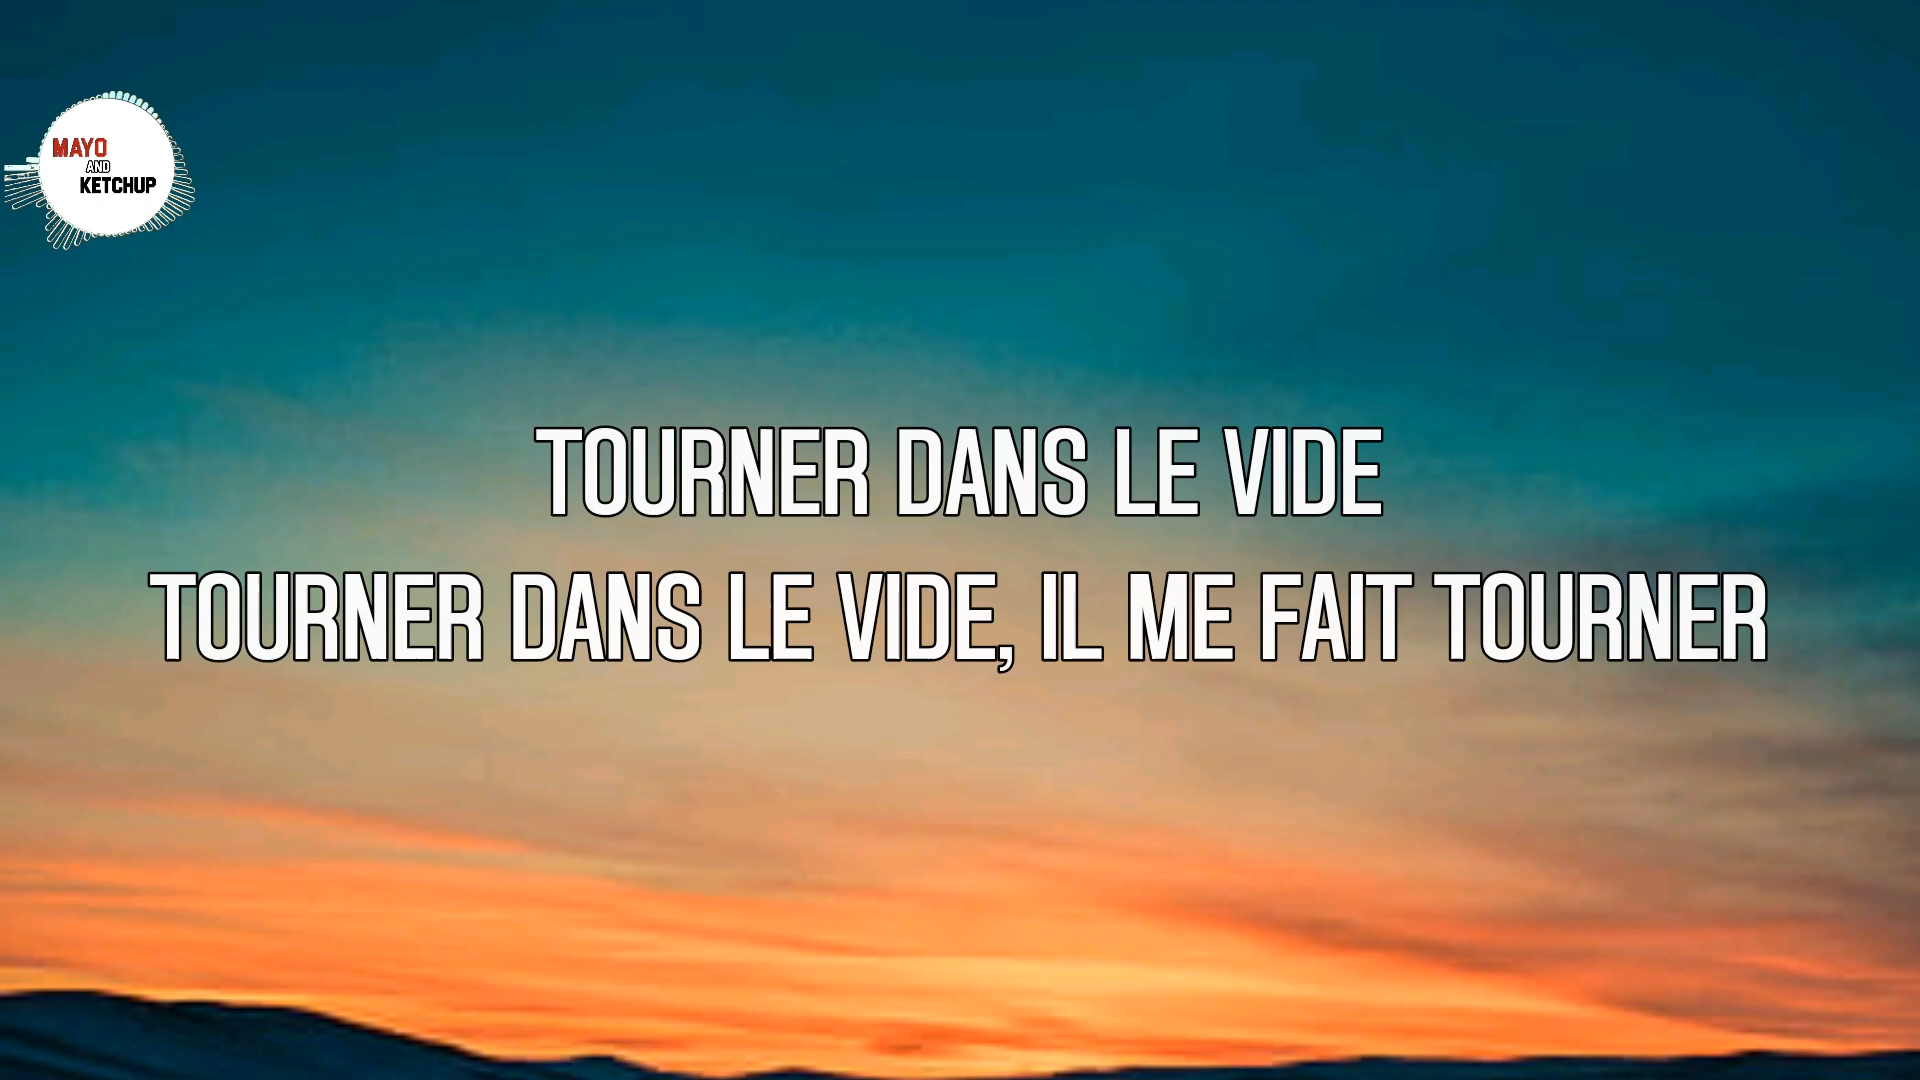 MAYO
AND
KETCHUP
TOURNER DANS LE VIDE
TOURNER DANS LE VIDE, IL ME FAIT TOURNER